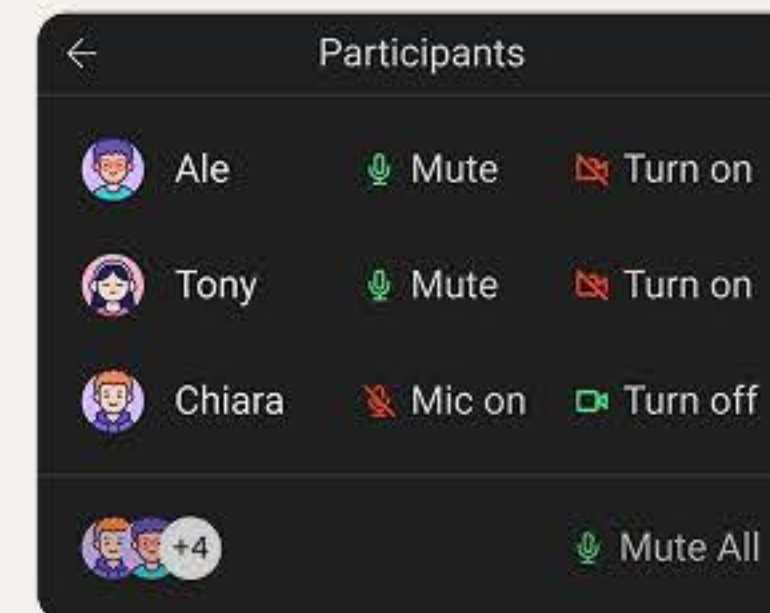 Participants
Ale Mute Turn on
Tony Mute Turn on
Chiara Mic on Turn off
+4 Mute All